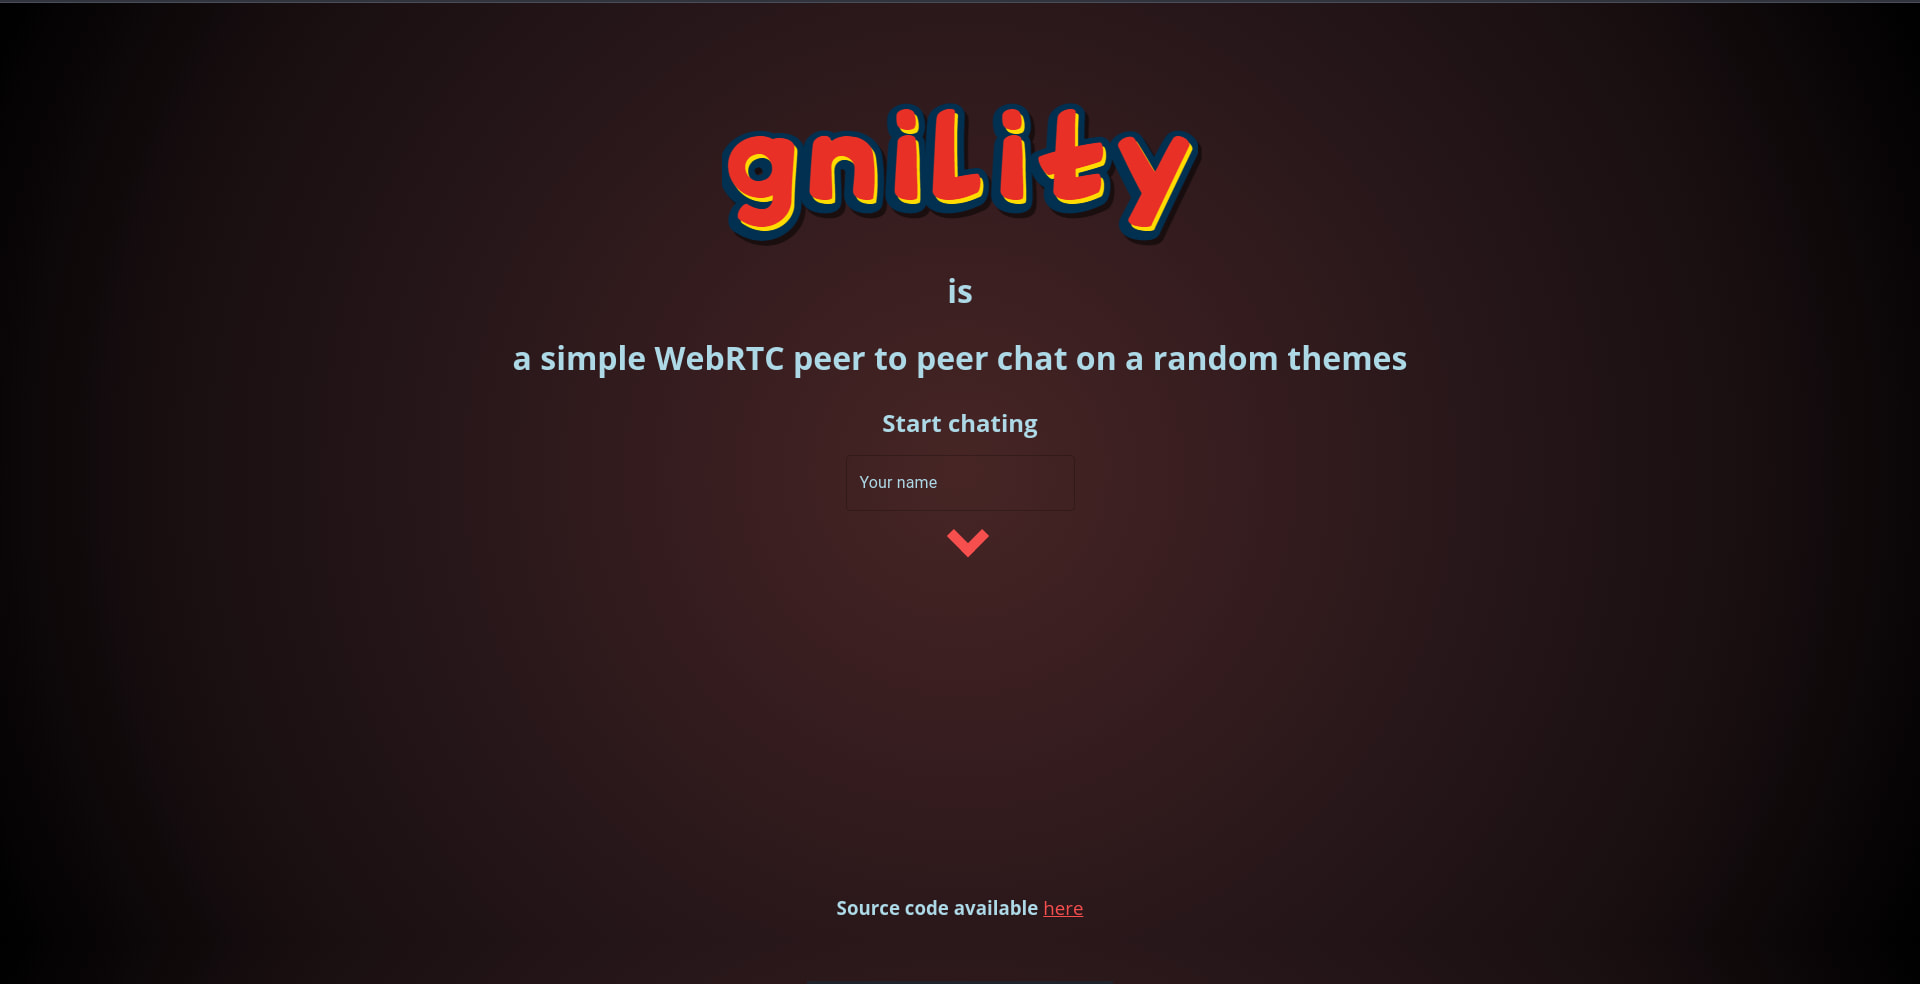 gniLity
is
a simple WebRTC peer to peer chat on a random themes
Start chating
Your name
Source code available here